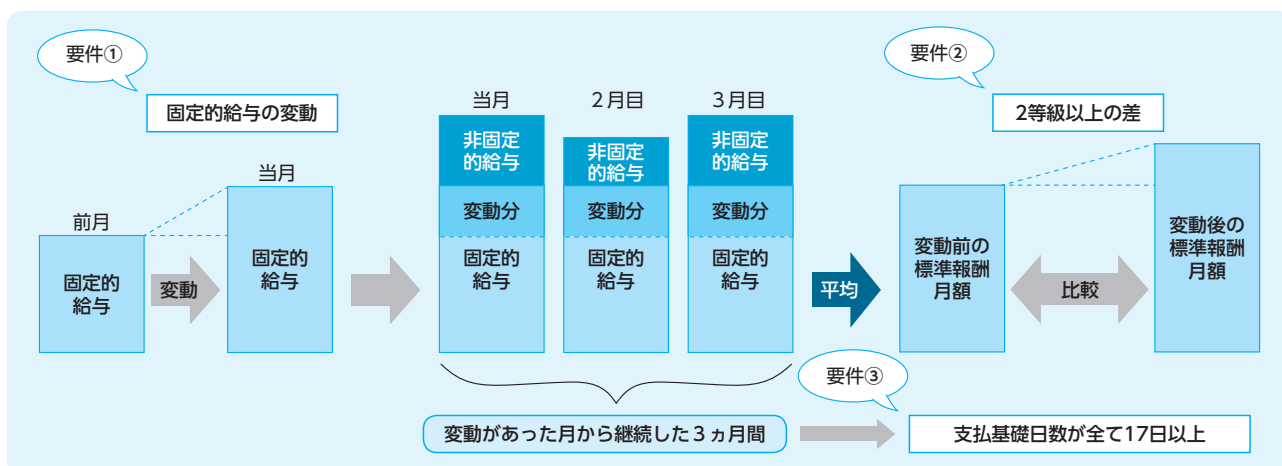 要件①
固定的給与の変動
前月
固定的
給与
変動
当月
固定的
給与
当月
非固定
的給与
変動分
固定的
給与
2月目
非固定
的給与
変動分
固定的
給与
3月目
非固定
的給与
変動分
固定的
給与
変動があった月から継続した3ヵ月間
平均
要件②
2等級以上の差
変動前の
標準報酬
月額
比較
変動後の
標準報酬
月額
要件③
支払基礎日数が全て17日以上